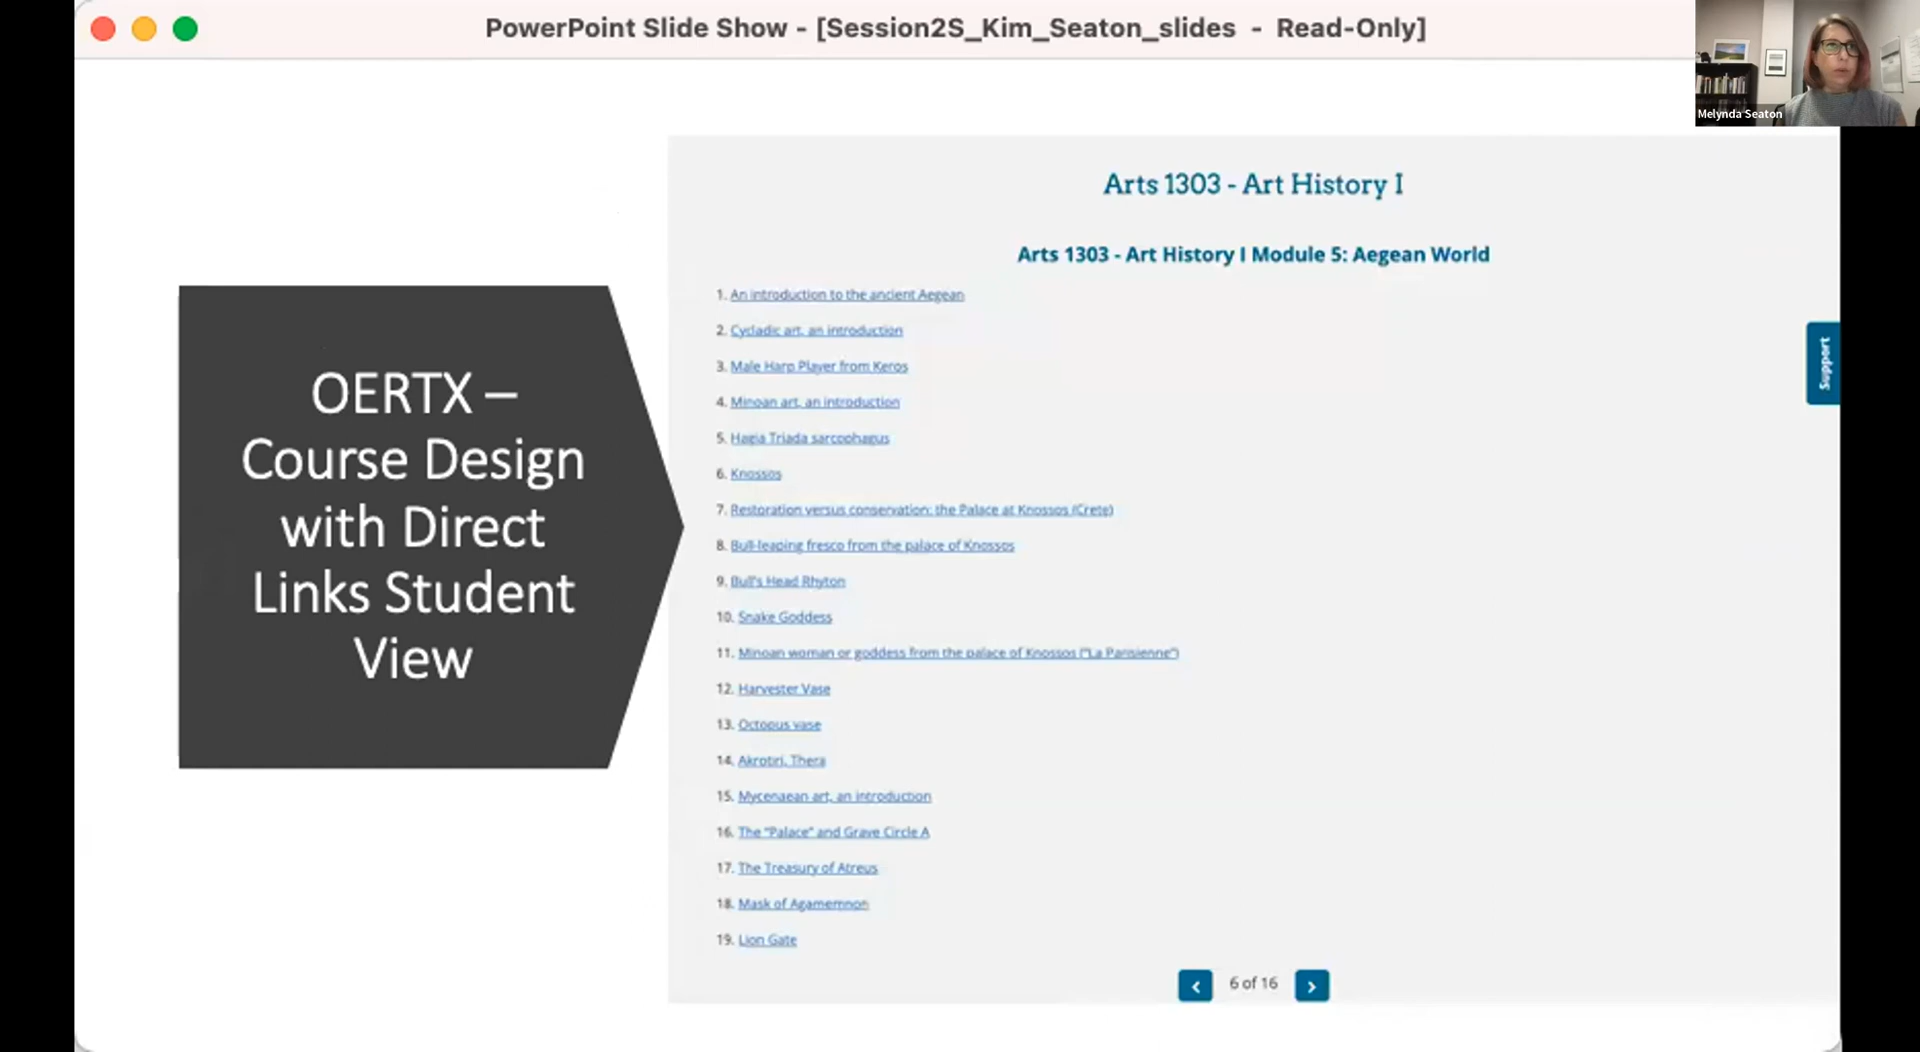 PowerPoint Slide Show - [Session2S_Kim_Seaton_slides - Read-Only]
Melynda Seaton
OERTX –
Course Design
with Direct
Links Student
View
Arts 1303 - Art History I
Arts 1303 - Art History I Module 5: Aegean World
1. An introduction to the ancient Aegean
2. Cycladic art, an introduction
3. Male Harp Player from Keros
4. Minoan art, an introduction
5. Hagia Triada sarcophagus
6. Knossos
7. Restoration versus conservation: the Palace at Knossos (Crete)
8. Bull-leaping fresco from the palace of Knossos
9. Bull's Head Rhyton
10. Snake Goddess
11. Minoan woman or goddess from the palace of Knossos ("La Parisienne")
12. Harvester Vase
13. Octopus vase
14. Akrotiri, Thera
15. Mycenaean art, an introduction
16. The "Palace" and Grave Circle A
17. The Treasury of Atreus
18. Mask of Agamemnon
19. Lion Gate
Support
6 of 16